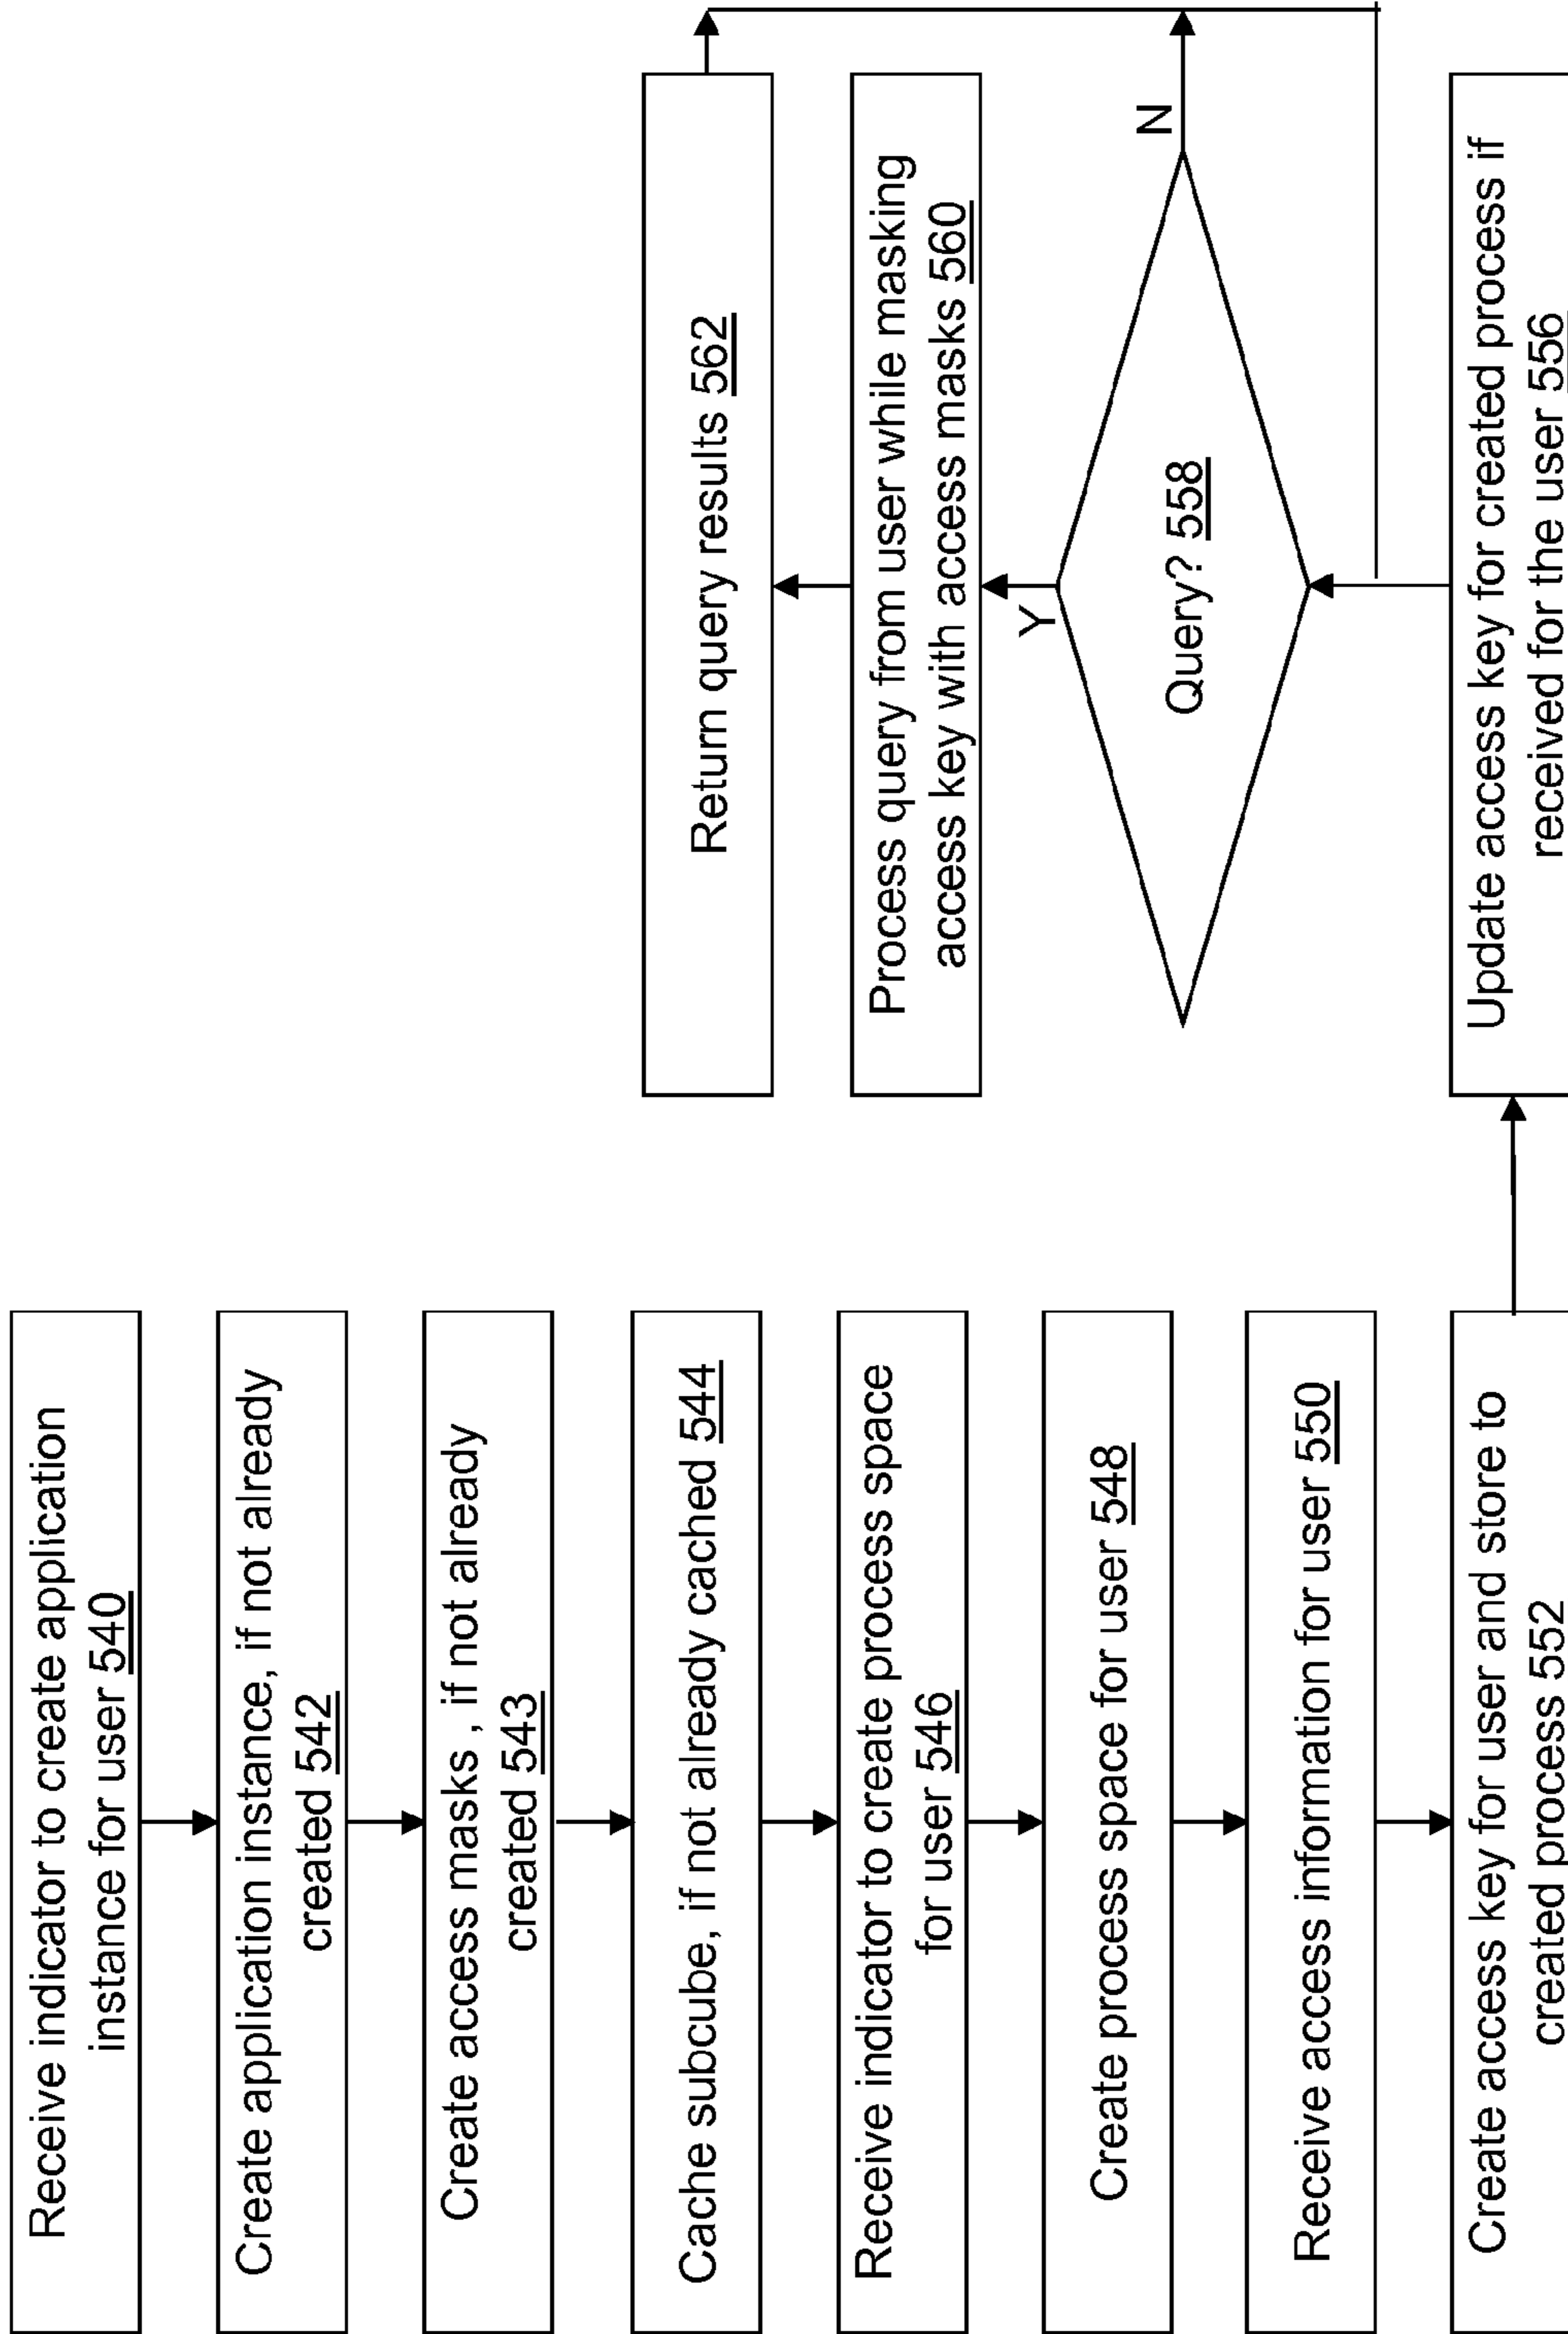 Receive indicator to create application
instance for user 540
Create application instance, if not already
created 542
Create access masks , if not already
created 543
Cache subcube, if not already cached 544
Receive indicator to create process space
for user 546
Create process space for user 548
Receive access information for user 550
Create access key for user and store to
created process 552
Update access key for created process if
received for the user 556
Query? 558
Y
N
Process query from user while masking
access key with access masks 560
Return query results 562